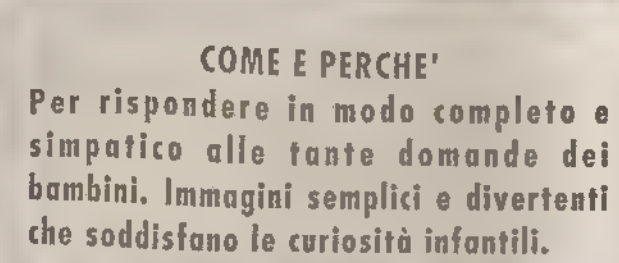 COME E PERCHE'
Per rispondere in modo completo e
simpatico alle tante domande dei
bambini. Immagini semplici e divertenti
che soddisfano le curiosità infantili.